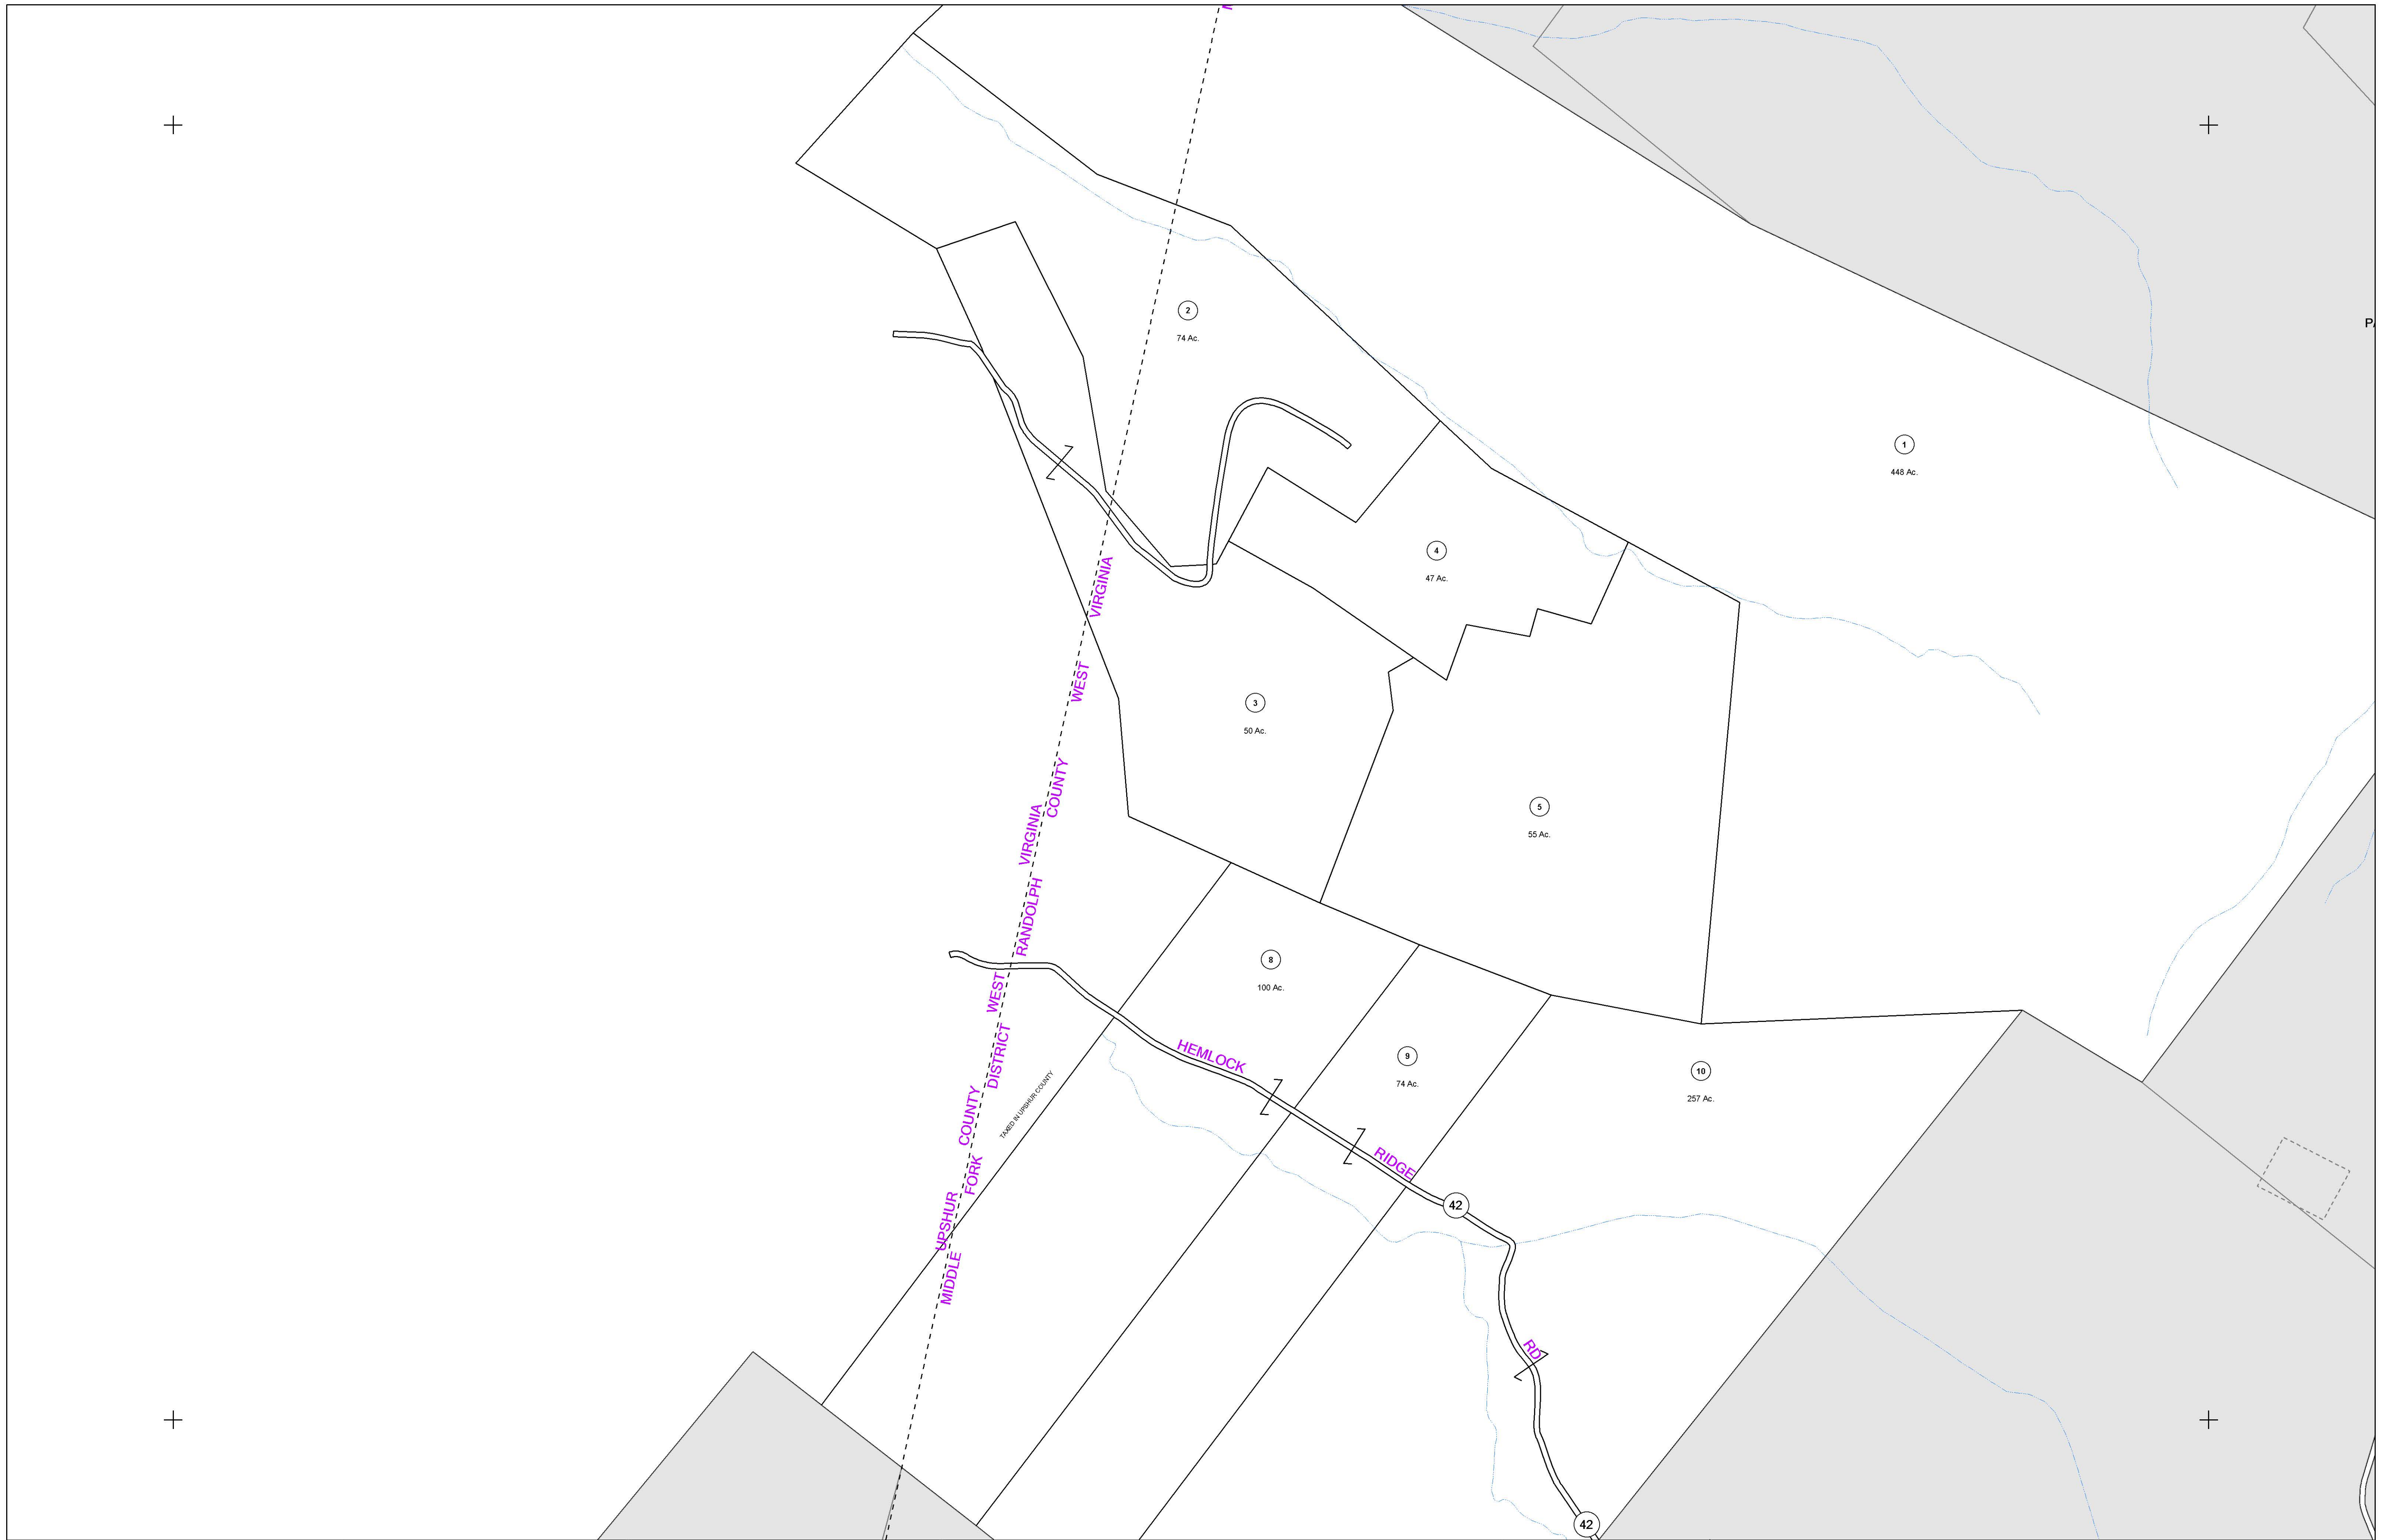 2
74 Ac.
1
448 Ac.
4
47 Ac.
3
50 Ac.
5
55 Ac.
8
100 Ac.
9
74 Ac.
10
257 Ac.
RANDOLPH COUNTY WEST VIRGINIA
UPSHUR COUNTY WEST VIRGINIA
MIDDLE FORK DISTRICT
TAXED IN UPSHUR COUNTY
HEMLOCK RIDGE RD
42
42